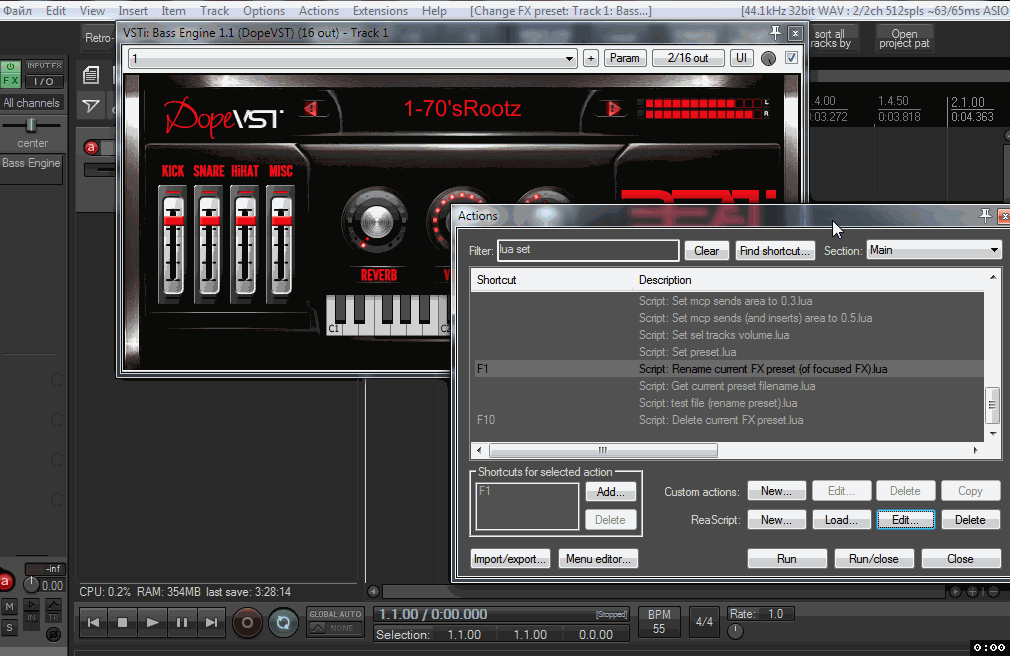 Файл Edit View Insert Item Track Options Actions Extensions Help [Change FX preset: Track 1: Bass...] [44.1kHz 32bit WAV : 2/2ch 512spls ~63/65ms ASIO
Retro-
VSTi: Bass Engine 1.1 (DopeVST) (16 out) - Track 1
sort all
racks by
Open
project pat
INPUT FX
FX
I/O
1
+
Param
2/16 out
UI
All channels
center
Bass Engine
a
DopeVST
1-70'sRootz
L
R
.4.00
0:03.272
1.4.50
0:03.818
2.1.00
0:04.363
KICK SNARE HiHAT MISC
REVERB
C1
Actions
Filter:
lua set
Clear
Find shortcut...
Section:
Main
Shortcut
Description
Script: Set mcp sends area to 0.3.lua
Script: Set mcp sends (and inserts) area to 0.5.lua
Script: Set sel tracks volume.lua
Script: Set preset.lua
F1 Script: Rename current FX preset (of focused FX).lua
Script: Get current preset filename.lua
Script: test file (rename preset).lua
F10 Script: Delete current FX preset.lua
Shortcuts for selected action
F1
Add...
Delete
Custom actions:
New...
Edit...
Delete
Copy
ReaScript:
New...
Load...
Edit...
Delete
Import/export...
Menu editor...
Run
Run/close
Close
-inf
a
0.00
M
IN
TR
S
CPU: 0.2% RAM: 354MB last save: 3:28:14
GLOBAL AUTO
NONE
1.1.00 / 0:00.000
[Stopped]
Selection:
1.1.00
1.1.00
0.0.00
BPM
55
4/4
Rate:
1.0
0:00